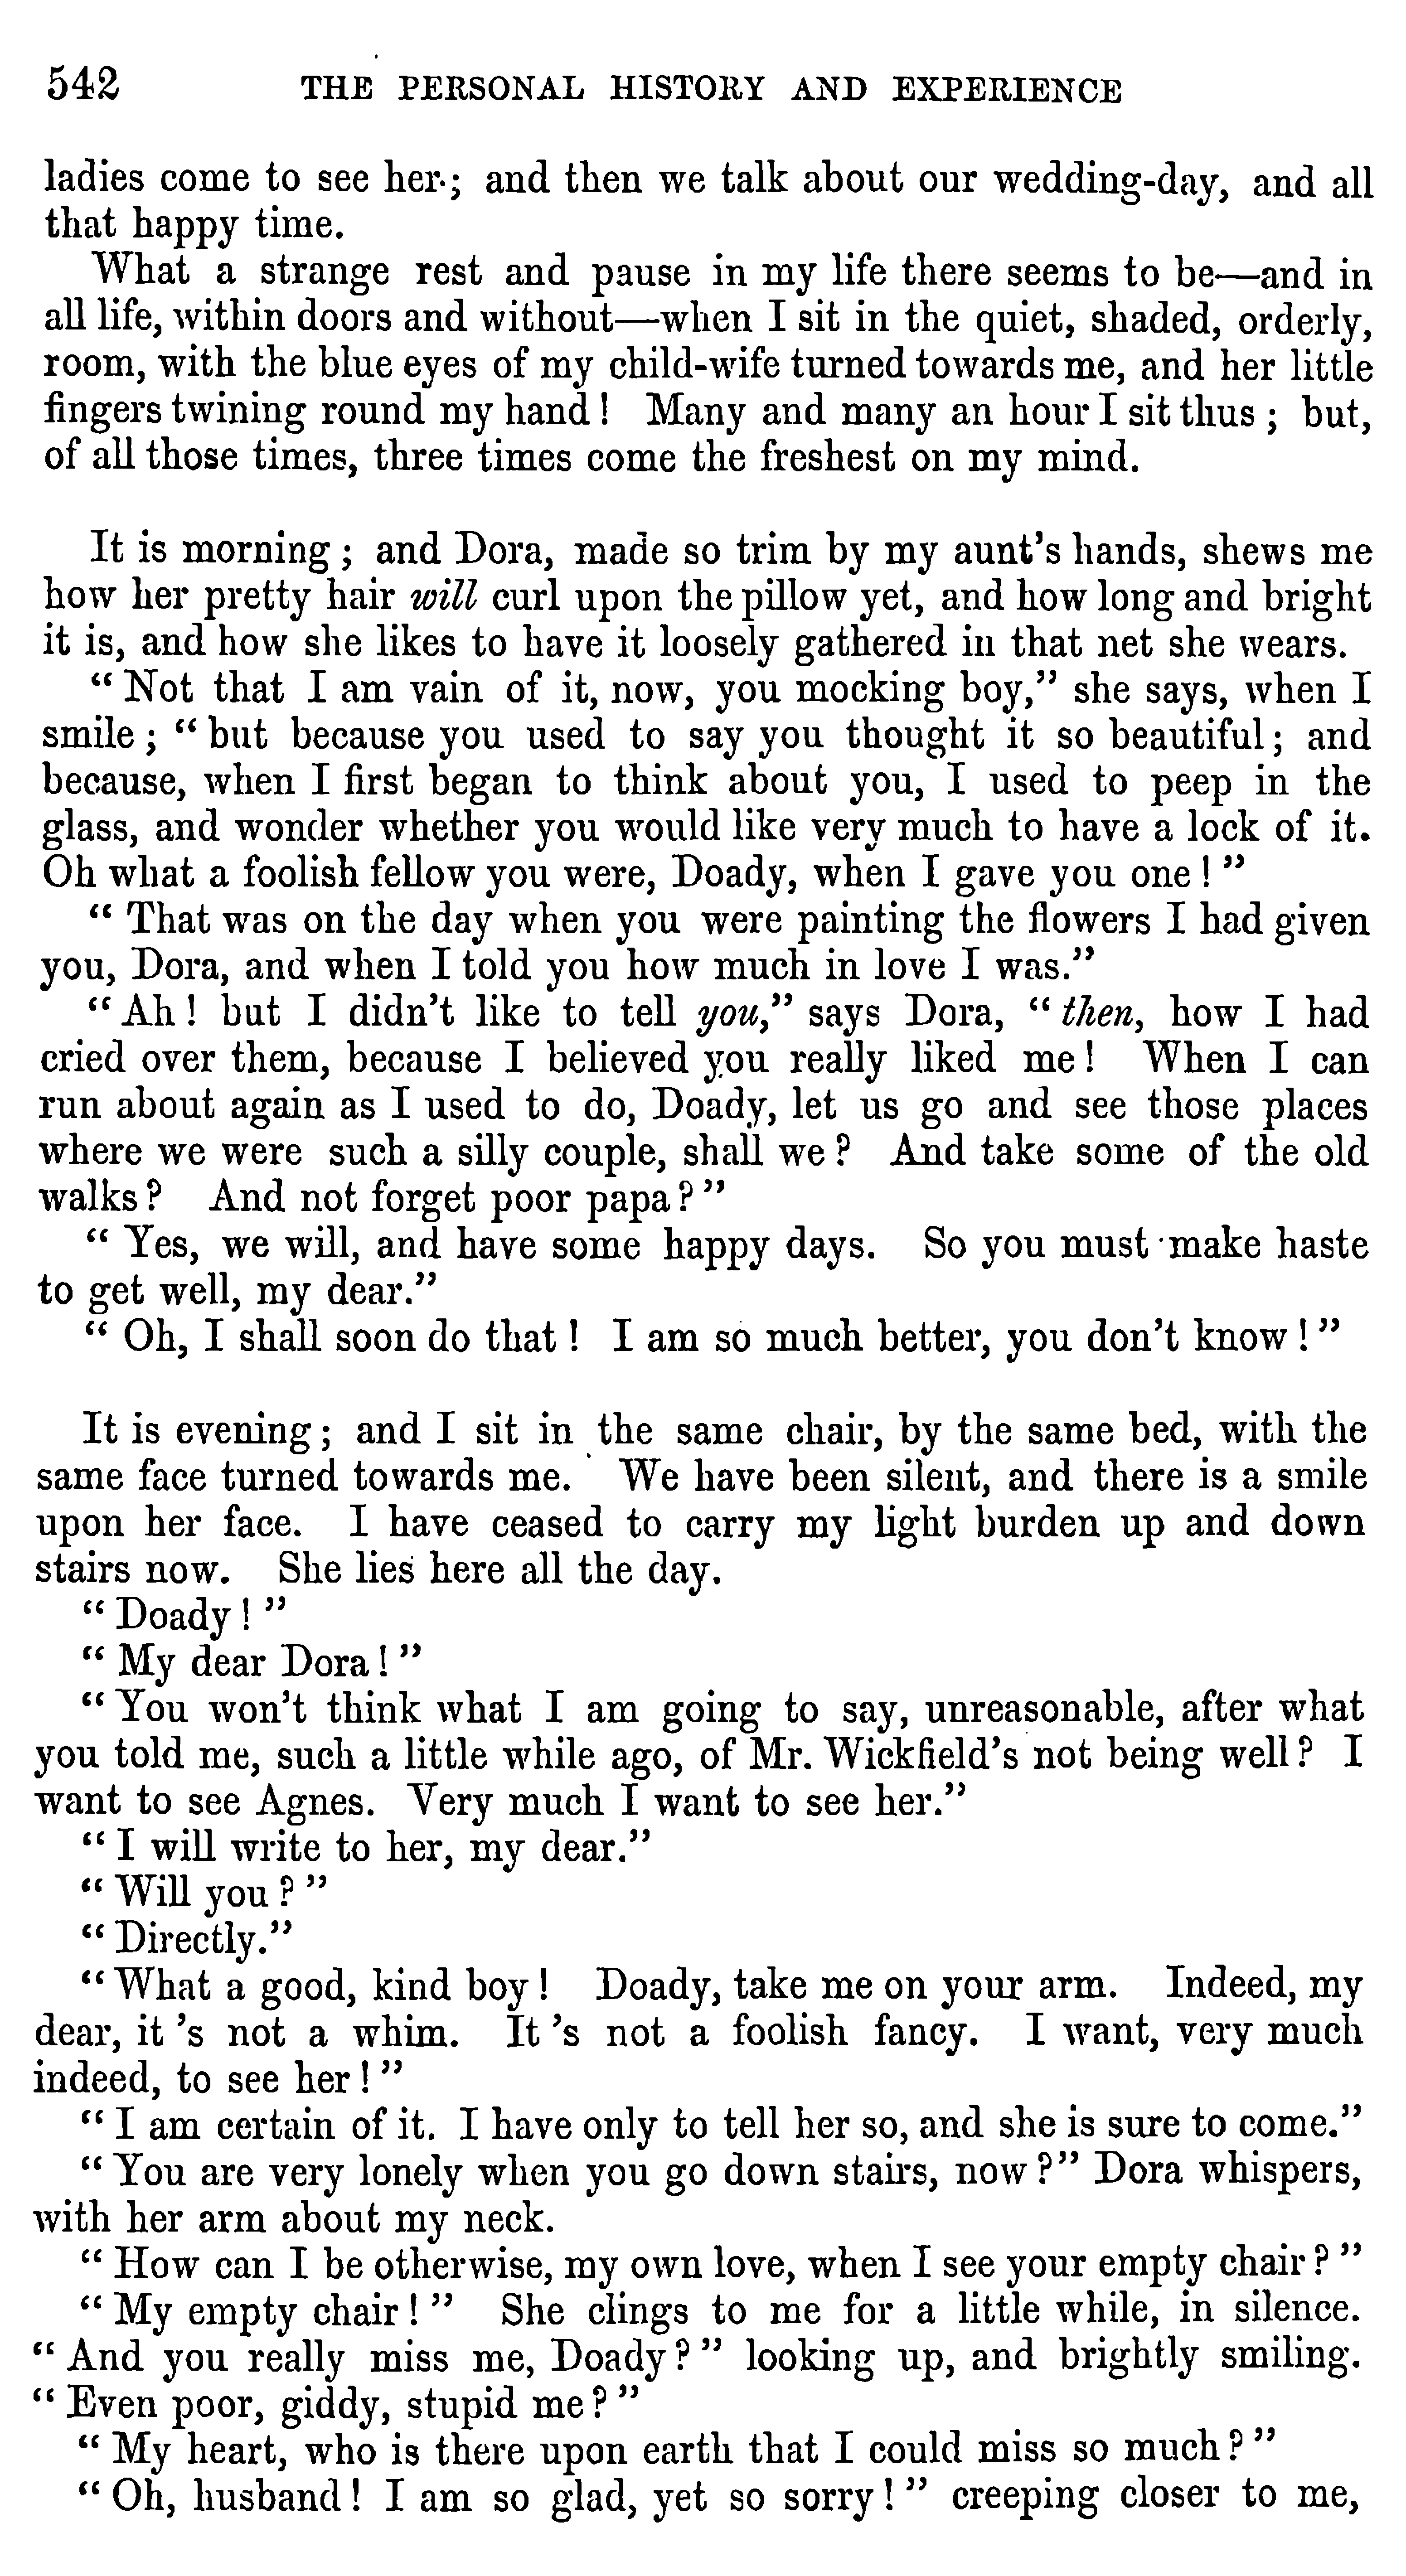 542 THE PERSONAL HISTORY AND EXPERIENCE
ladies come to see her; and then we talk about our wedding-day, and all
that happy time.
What a strange rest and pause in my life there seems to be—and in
all life, within doors and without—when I sit in the quiet, shaded, orderly,
room, with the blue eyes of my child-wife turned towards me, and her little
fingers twining round my hand! Many and many an hour I sit thus; but,
of all those times, three times come the freshest on my mind.
It is morning; and Dora, made so trim by my aunt's hands, shews me
how her pretty hair will curl upon the pillow yet, and how long and bright
it is, and how she likes to have it loosely gathered in that net she wears.
"Not that I am vain of it, now, you mocking boy," she says, when I
smile; "but because you used to say you thought it so beautiful; and
because, when I first began to think about you, I used to peep in the
glass, and wonder whether you would like very much to have a lock of it.
Oh what a foolish fellow you were, Doady, when I gave you one!"
"That was on the day when you were painting the flowers I had given
you, Dora, and when I told you how much in love I was."
"Ah! but I didn't like to tell you," says Dora, "then, how I had
cried over them, because I believed you really liked me! When I can
run about again as I used to do, Doady, let us go and see those places
where we were such a silly couple, shall we? And take some of the old
walks? And not forget poor papa?"
"Yes, we will, and have some happy days. So you must make haste
to get well, my dear."
"Oh, I shall soon do that! I am so much better, you don't know!"
It is evening; and I sit in the same chair, by the same bed, with the
same face turned towards me. We have been silent, and there is a smile
upon her face. I have ceased to carry my light burden up and down
stairs now. She lies here all the day.
"Doady!"
"My dear Dora!"
"You won't think what I am going to say, unreasonable, after what
you told me, such a little while ago, of Mr. Wickfield's not being well? I
want to see Agnes. Very much I want to see her."
"I will write to her, my dear."
"Will you?"
"Directly."
"What a good, kind boy! Doady, take me on your arm. Indeed, my
dear, it 's not a whim. It 's not a foolish fancy. I want, very much
indeed, to see her!"
"I am certain of it. I have only to tell her so, and she is sure to come."
"You are very lonely when you go down stairs, now?" Dora whispers,
with her arm about my neck.
"How can I be otherwise, my own love, when I see your empty chair?"
"My empty chair!" She clings to me for a little while, in silence.
"And you really miss me, Doady?" looking up, and brightly smiling.
"Even poor, giddy, stupid me?"
"My heart, who is there upon earth that I could miss so much?"
"Oh, husband! I am so glad, yet so sorry!" creeping closer to me,